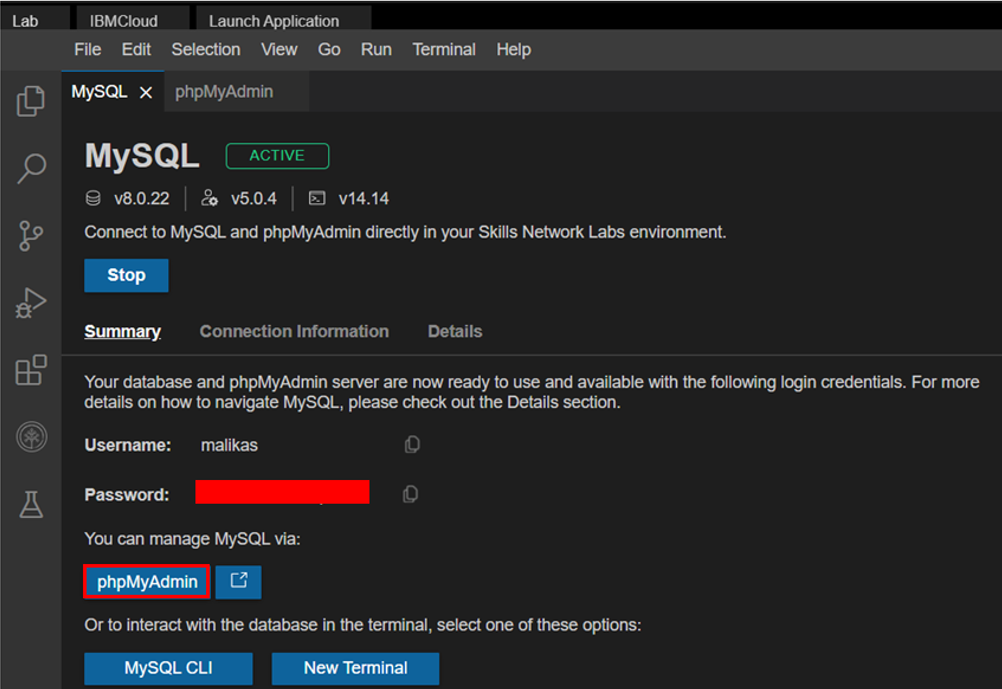 Lab IBMCloud Launch Application
File Edit Selection View Go Run Terminal Help
MySQL × phpMyAdmin
MySQL ACTIVE
v8.0.22 v5.0.4 v14.14
Connect to MySQL and phpMyAdmin directly in your Skills Network Labs environment.
Stop
Summary Connection Information Details
Your database and phpMyAdmin server are now ready to use and available with the following login credentials. For more
details on how to navigate MySQL, please check out the Details section.
Username: malikas
Password:
You can manage MySQL via:
phpMyAdmin
Or to interact with the database in the terminal, select one of these options:
MySQL CLI New Terminal